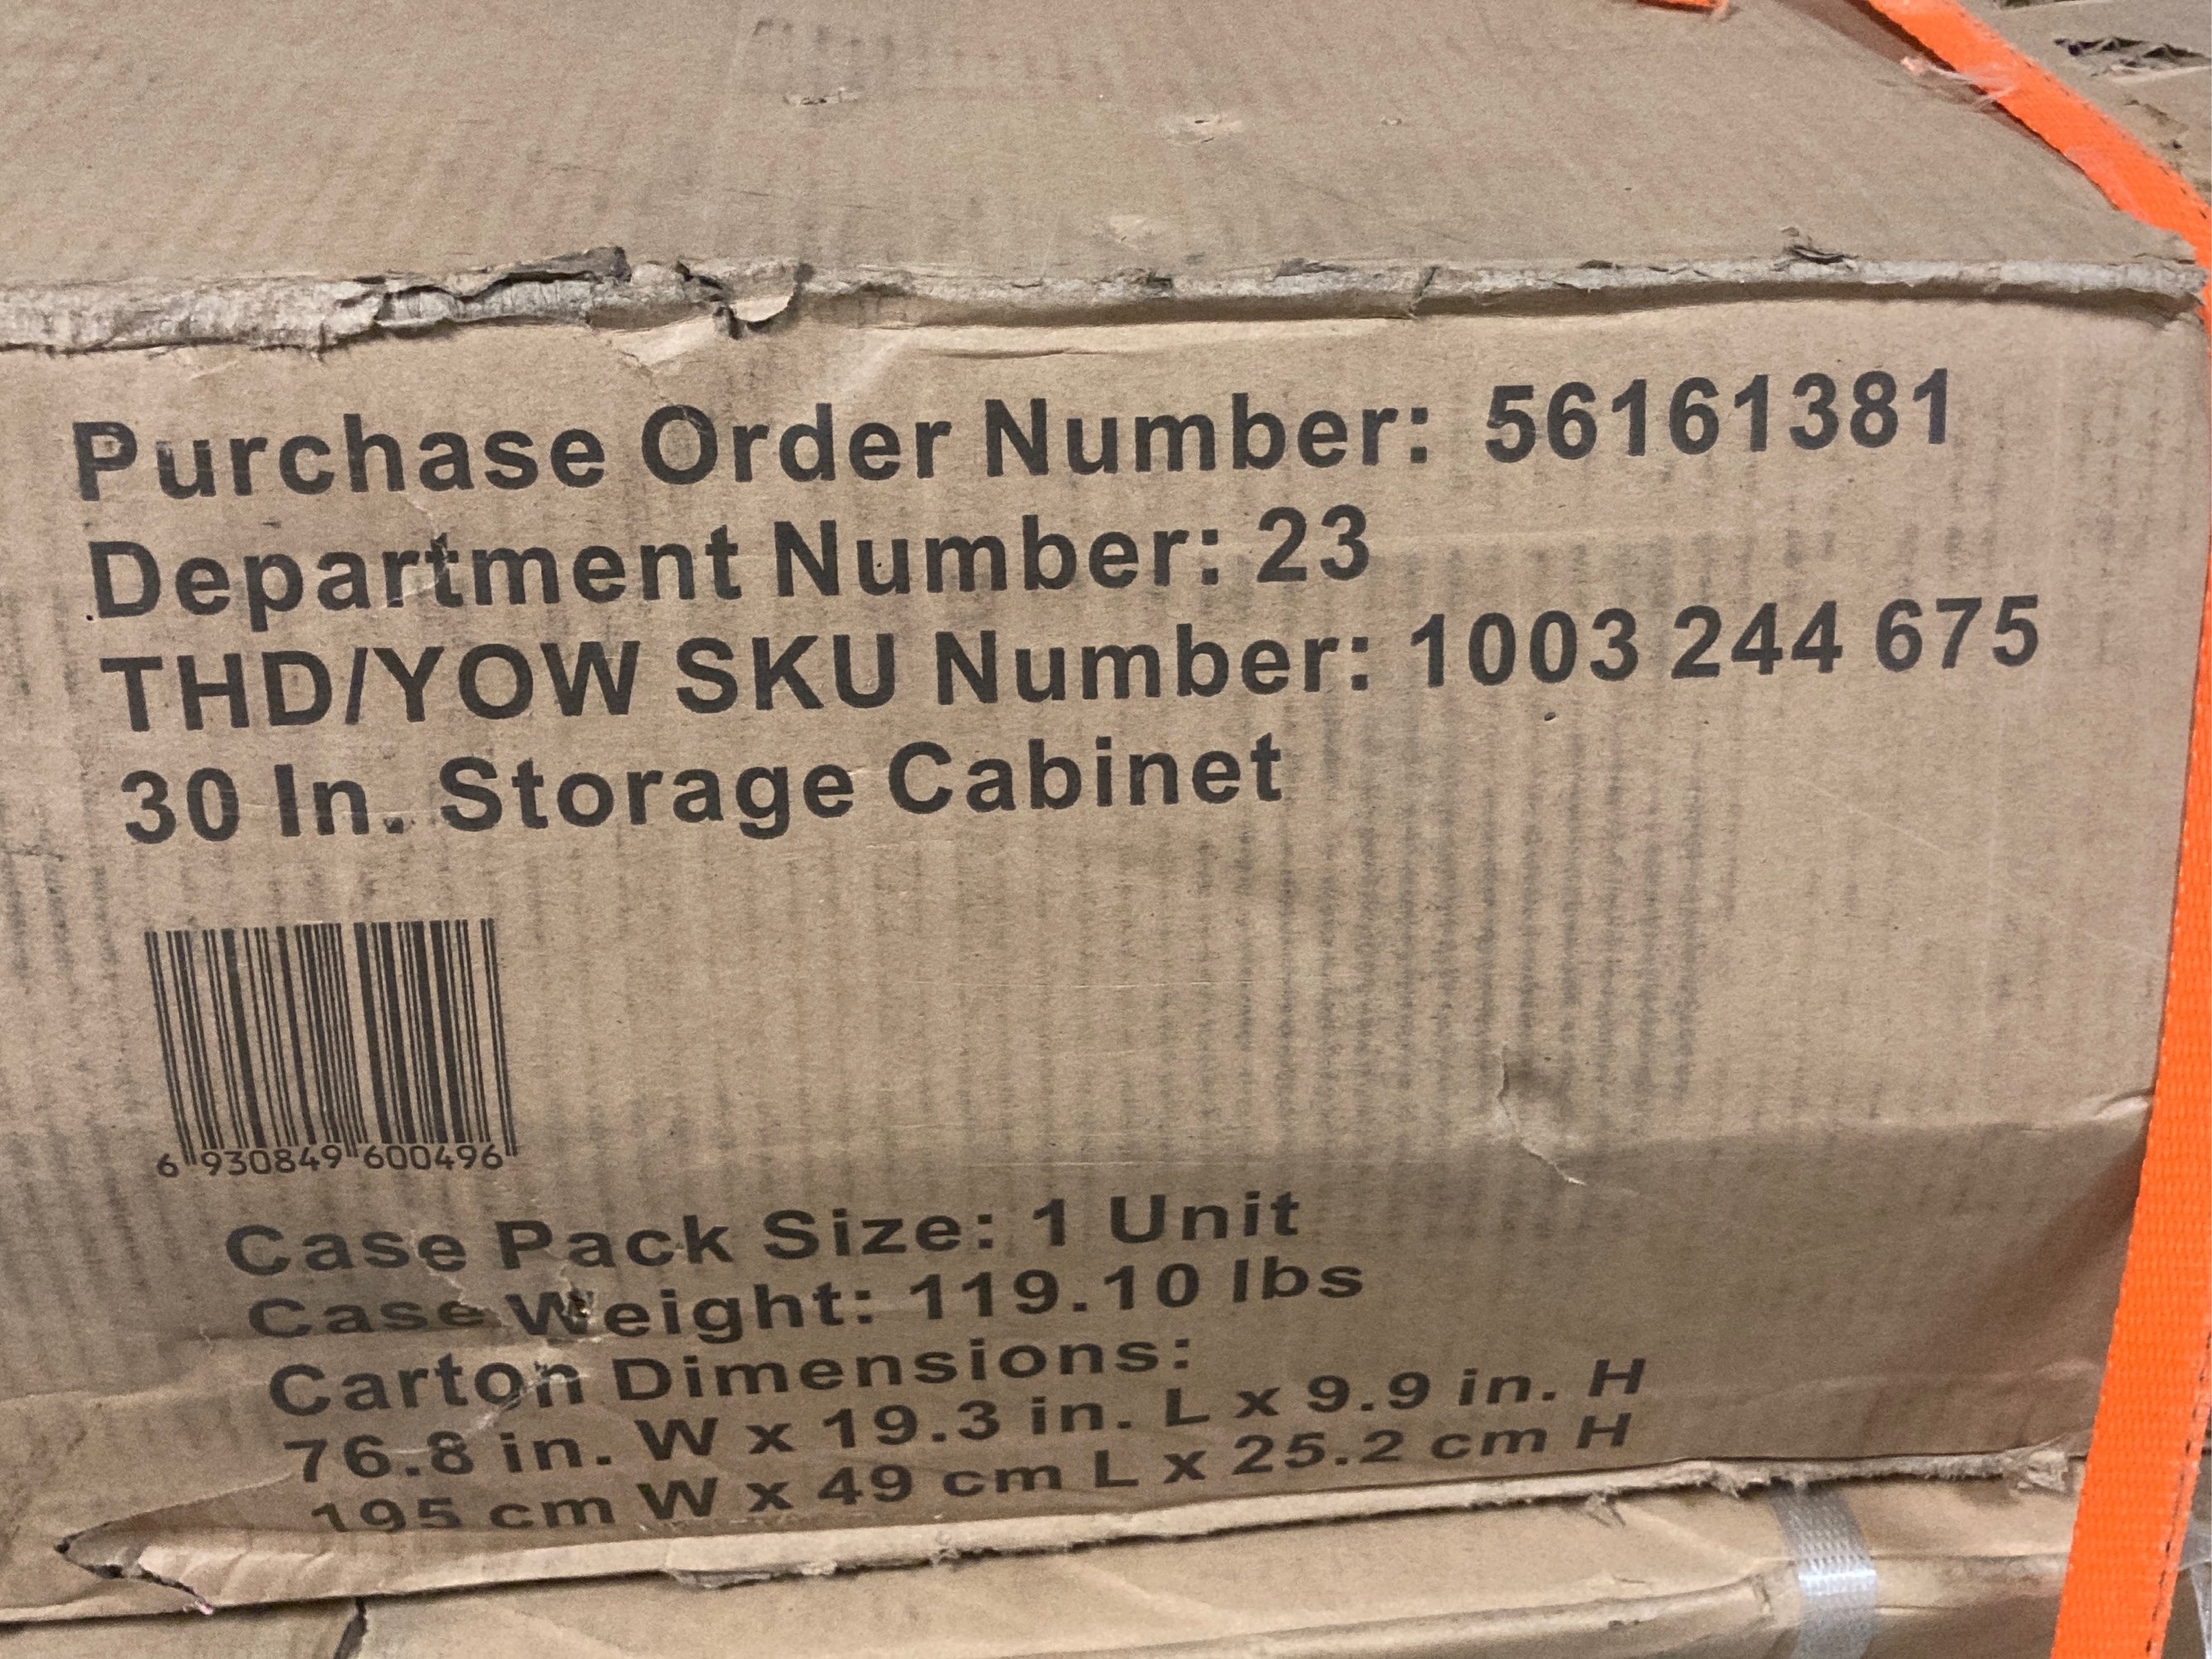 Purchase Order Number: 56161381
Department Number: 23
THD/YOW SKU Number: 1003 244 675
30 In. Storage Cabinet
6 930849 600496
Case Pack Size: 1 Unit
Case Weight: 119.10 lbs
Carton Dimensions:
76.8 in. W x 19.3 in. L x 9.9 in. H
195 cm W x 49 cm L x 25.2 cm H